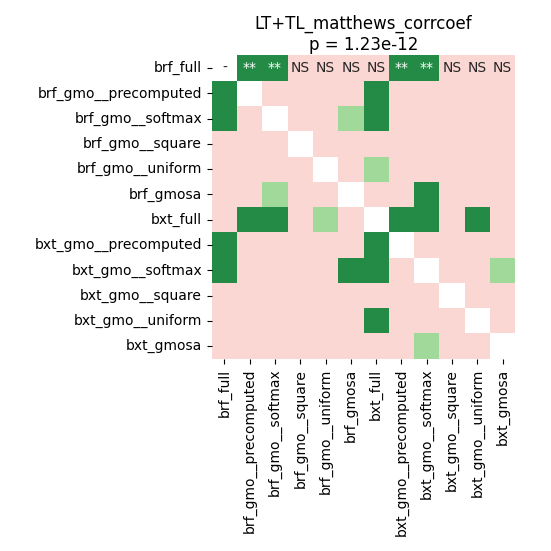 LT+TL_matthews_corrcoef
p = 1.23e-12
brf_full - ** ** NS NS NS NS ** ** NS NS NS
brf_gmo__precomputed
brf_gmo__softmax
brf_gmo__square
brf_gmo__uniform
brf_gmosa
bxt_full
bxt_gmo__precomputed
bxt_gmo__softmax
bxt_gmo__square
bxt_gmo__uniform
bxt_gmosa
brf_full
brf_gmo__precomputed
brf_gmo__softmax
brf_gmo__square
brf_gmo__uniform
brf_gmosa
bxt_full
bxt_gmo__precomputed
bxt_gmo__softmax
bxt_gmo__square
bxt_gmo__uniform
bxt_gmosa